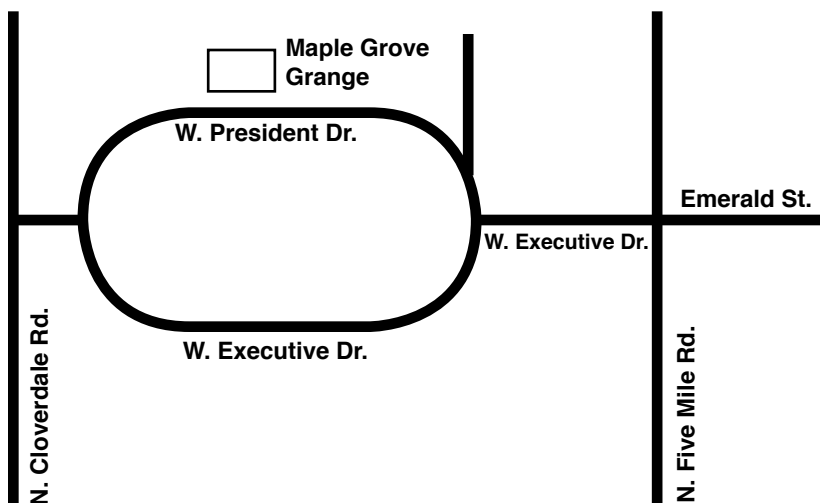 Maple Grove
Grange
W. President Dr.
Emerald St.
W. Executive Dr.
W. Executive Dr.
N. Cloverdale Rd.
N. Five Mile Rd.